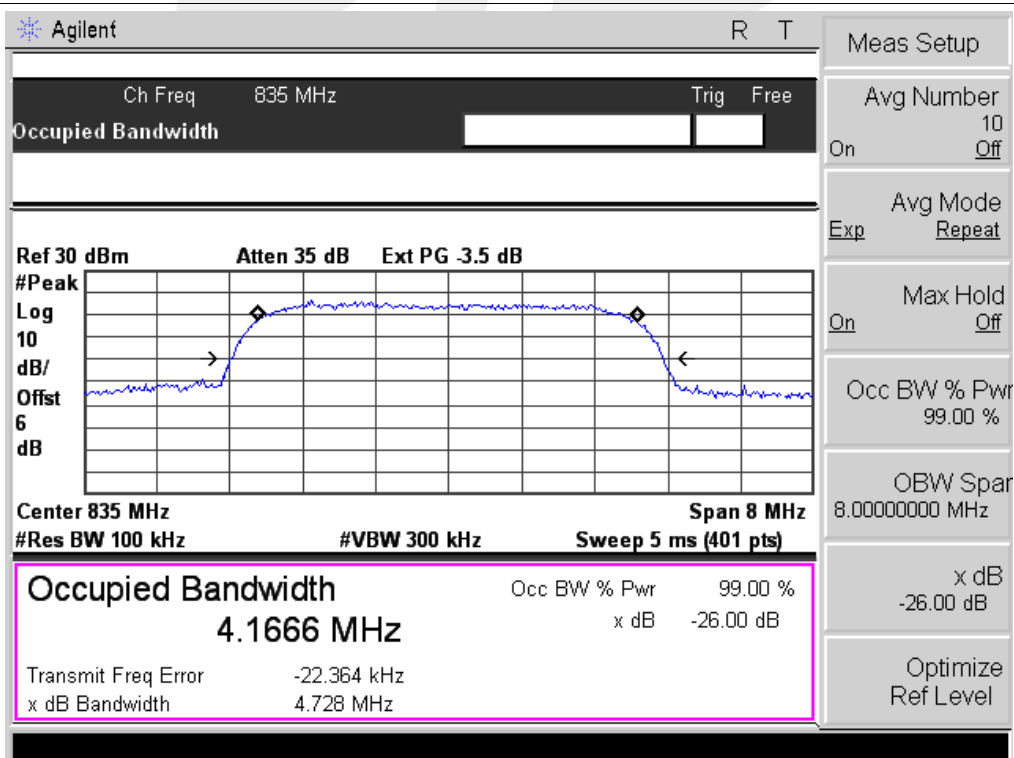 Agilent R T
Ch Freq 835 MHz Trig Free
Occupied Bandwidth
Ref 30 dBm Atten 35 dB Ext PG -3.5 dB
#Peak
Log
10
dB/
Offst
6
dB
Center 835 MHz Span 8 MHz
#Res BW 100 kHz #VBW 300 kHz Sweep 5 ms (401 pts)
Occupied Bandwidth Occ BW % Pwr 99.00 %
4.1666 MHz x dB -26.00 dB
Transmit Freq Error -22.364 kHz
x dB Bandwidth 4.728 MHz
Meas Setup
Avg Number
10
On Off
Avg Mode
Exp Repeat
Max Hold
On Off
Occ BW % Pwr
99.00 %
OBW Span
8.00000000 MHz
x dB
-26.00 dB
Optimize
Ref Level